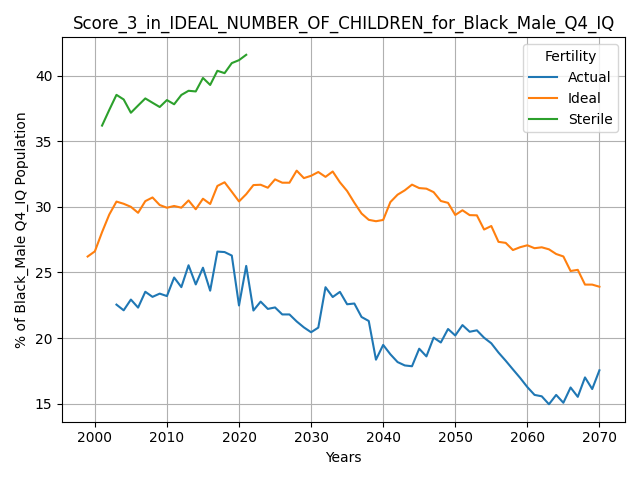 Score_3_in_IDEAL_NUMBER_OF_CHILDREN_for_Black_Male_Q4_IQ
Fertility
Actual
Ideal
Sterile
% of Black_Male Q4_IQ Population
40
35
30
25
20
15
2000 2010 2020 2030 2040 2050 2060 2070
Years